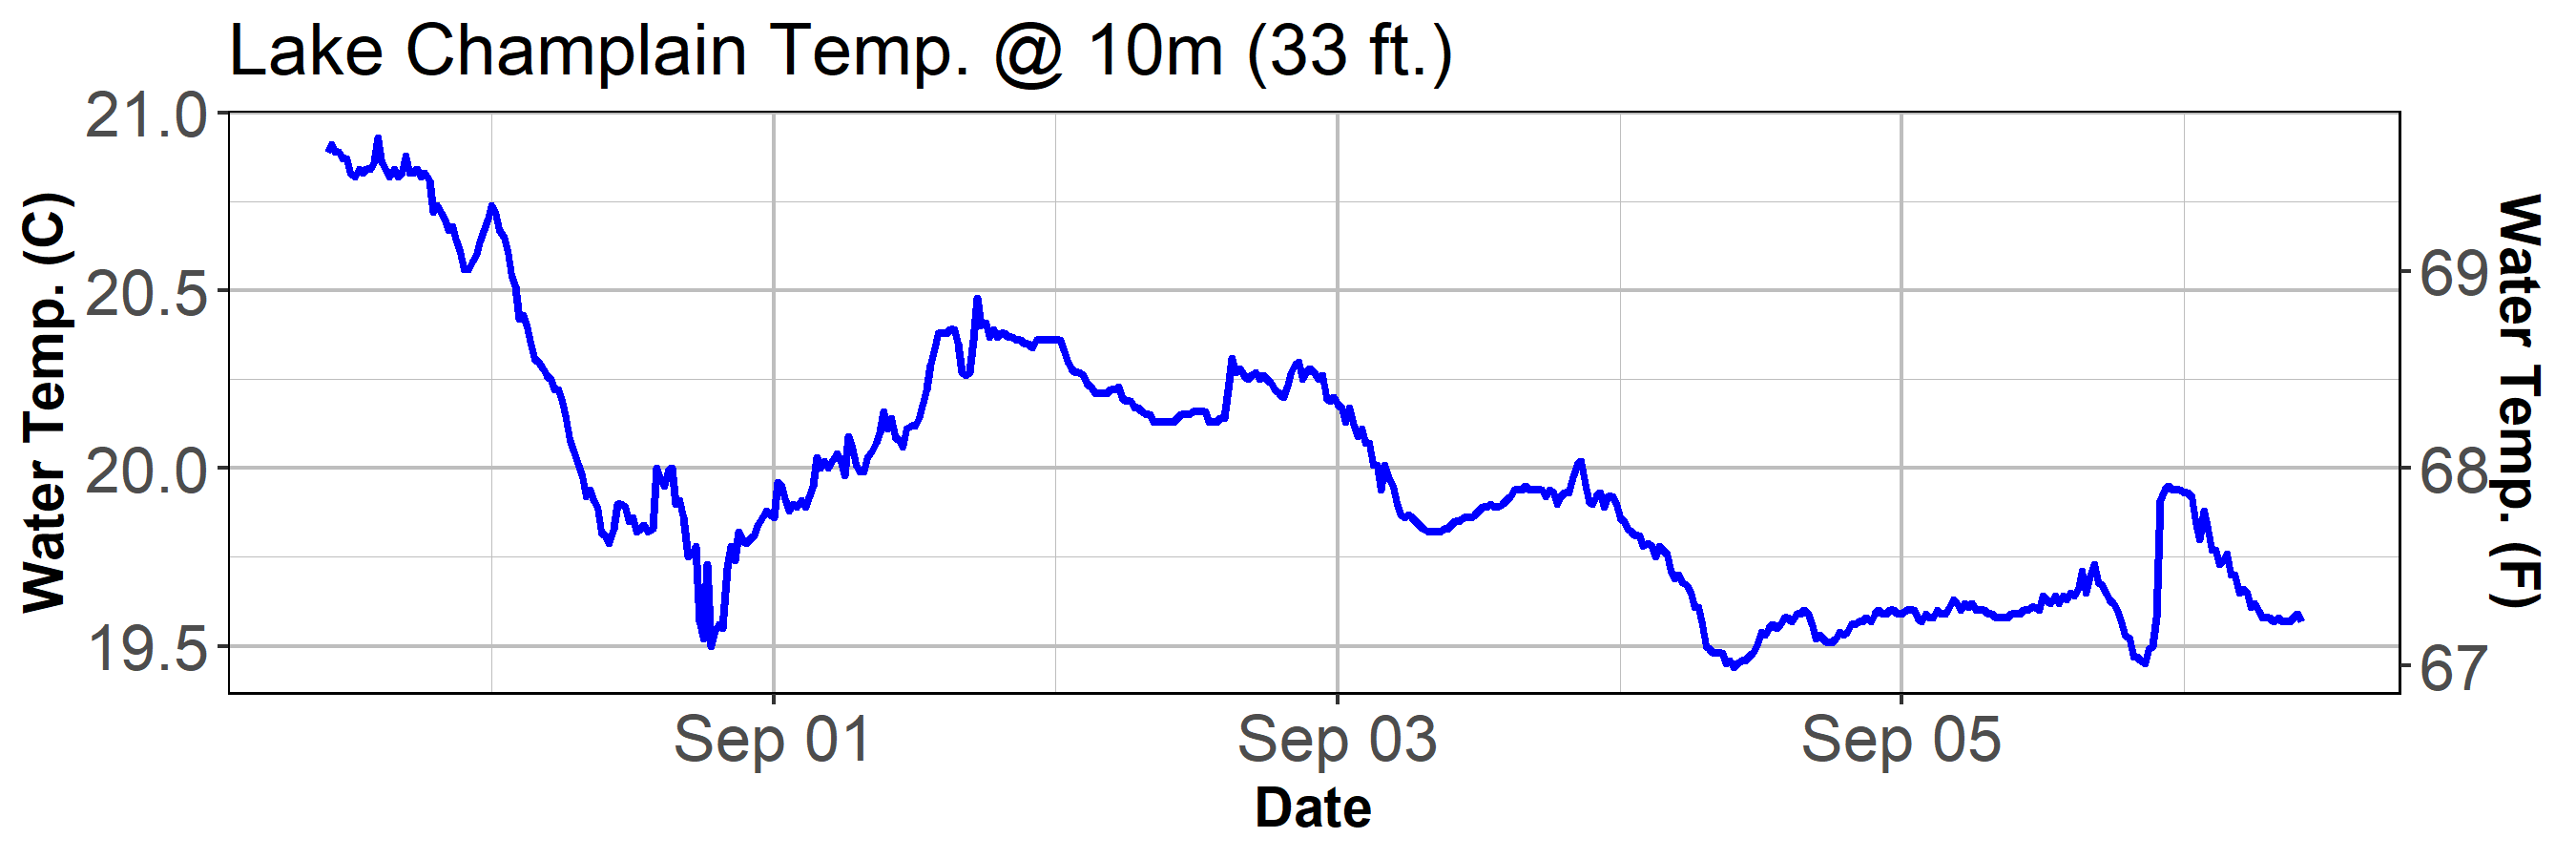 Lake Champlain Temp. @ 10m (33 ft.)
Water Temp. (C)
21.0
20.5
20.0
19.5
69
68
67
Water Temp. (F)
Sep 01 Sep 03 Sep 05
Date